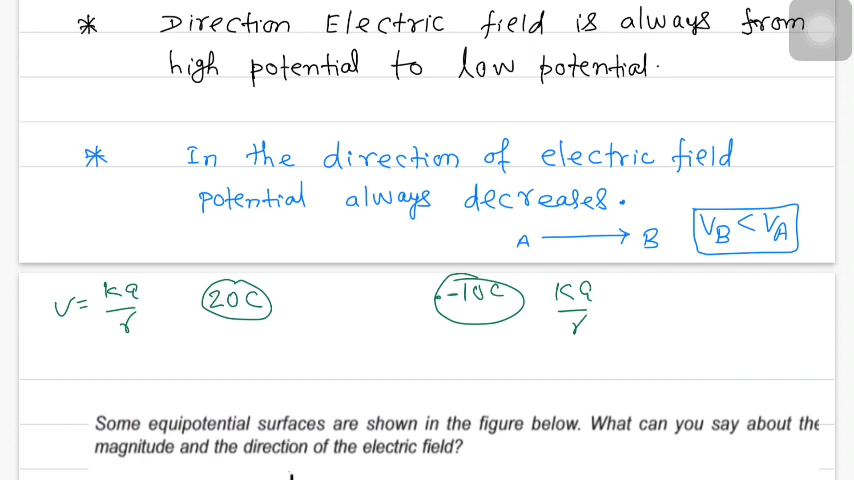 * Direction Electric field is always from
high potential to low potential.
* In the direction of electric field
potential always decreases.
A → B V_B < V_A
V = kq/r 20C -10C kq/r
Some equipotential surfaces are shown in the figure below. What can you say about the
magnitude and the direction of the electric field?